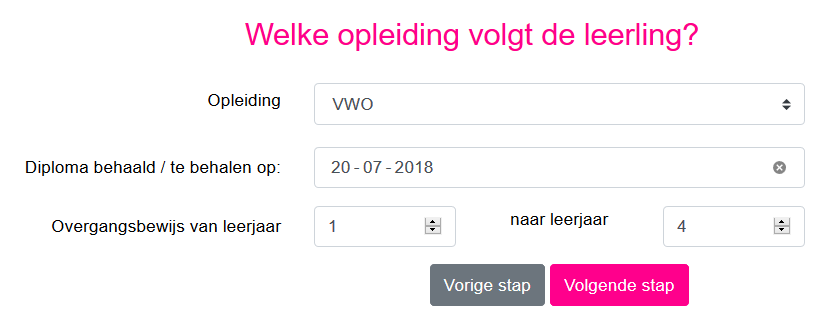 Welke opleiding volgt de leerling?
Opleiding VWO
Diploma behaald / te behalen op: 20 - 07 - 2018
Overgangsbewijs van leerjaar 1 naar leerjaar 4
Vorige stap Volgende stap